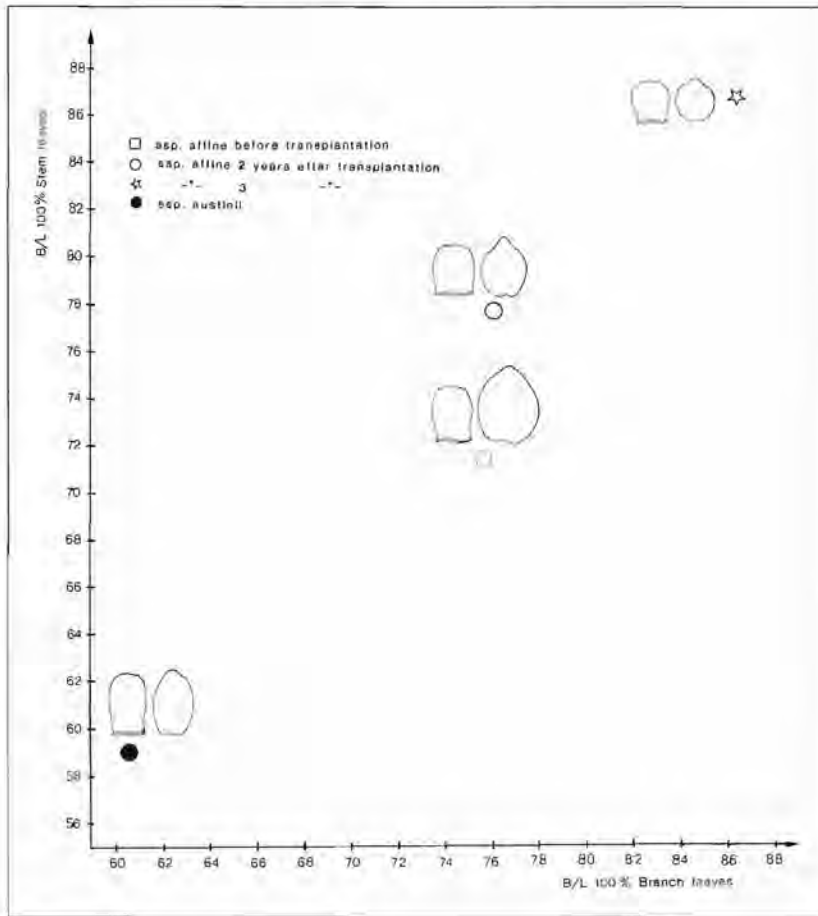 88
86
84
82
80
78
76
74
72
70
68
66
64
62
60
58
56
B/L 100% Stem leaves
□ ssp. affine before transplantation
○ ssp. affine 2 years after transplantation
☆ -"- 3 -"-
● ssp. austinii
60 62 64 66 68 70 72 74 76 78 80 82 84 86 88
B/L 100% Branch leaves